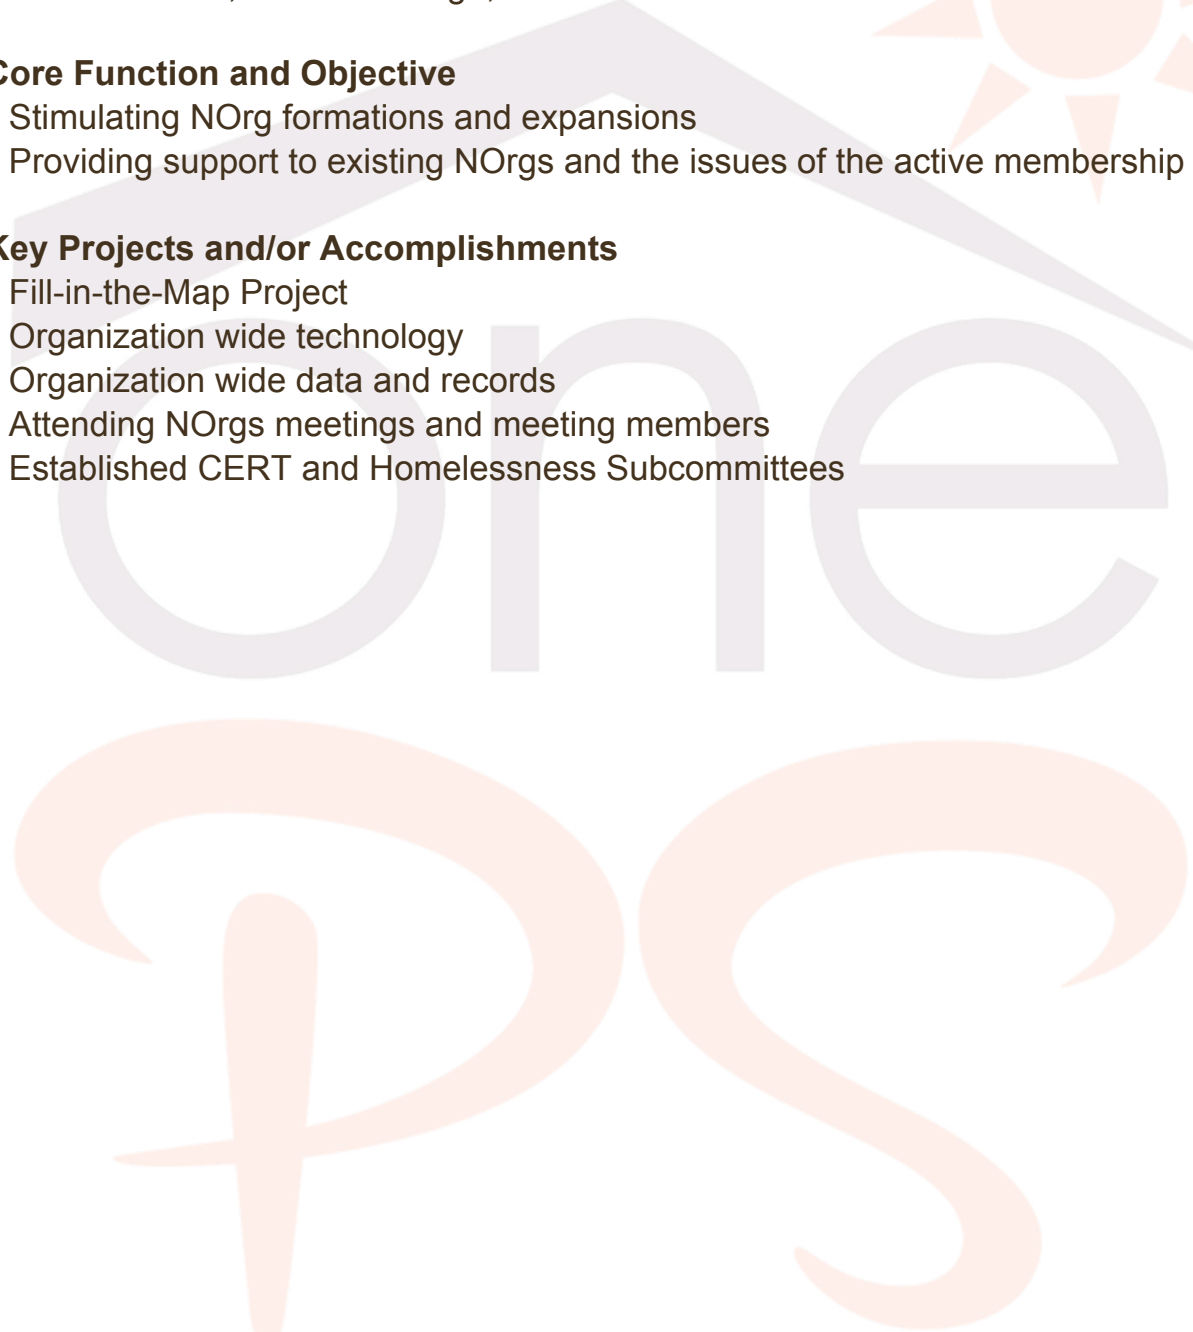 Core Function and Objective
Stimulating NOrg formations and expansions
Providing support to existing NOrgs and the issues of the active membership
Key Projects and/or Accomplishments
Fill-in-the-Map Project
Organization wide technology
Organization wide data and records
Attending NOrgs meetings and meeting members
Established CERT and Homelessness Subcommittees
one
PS